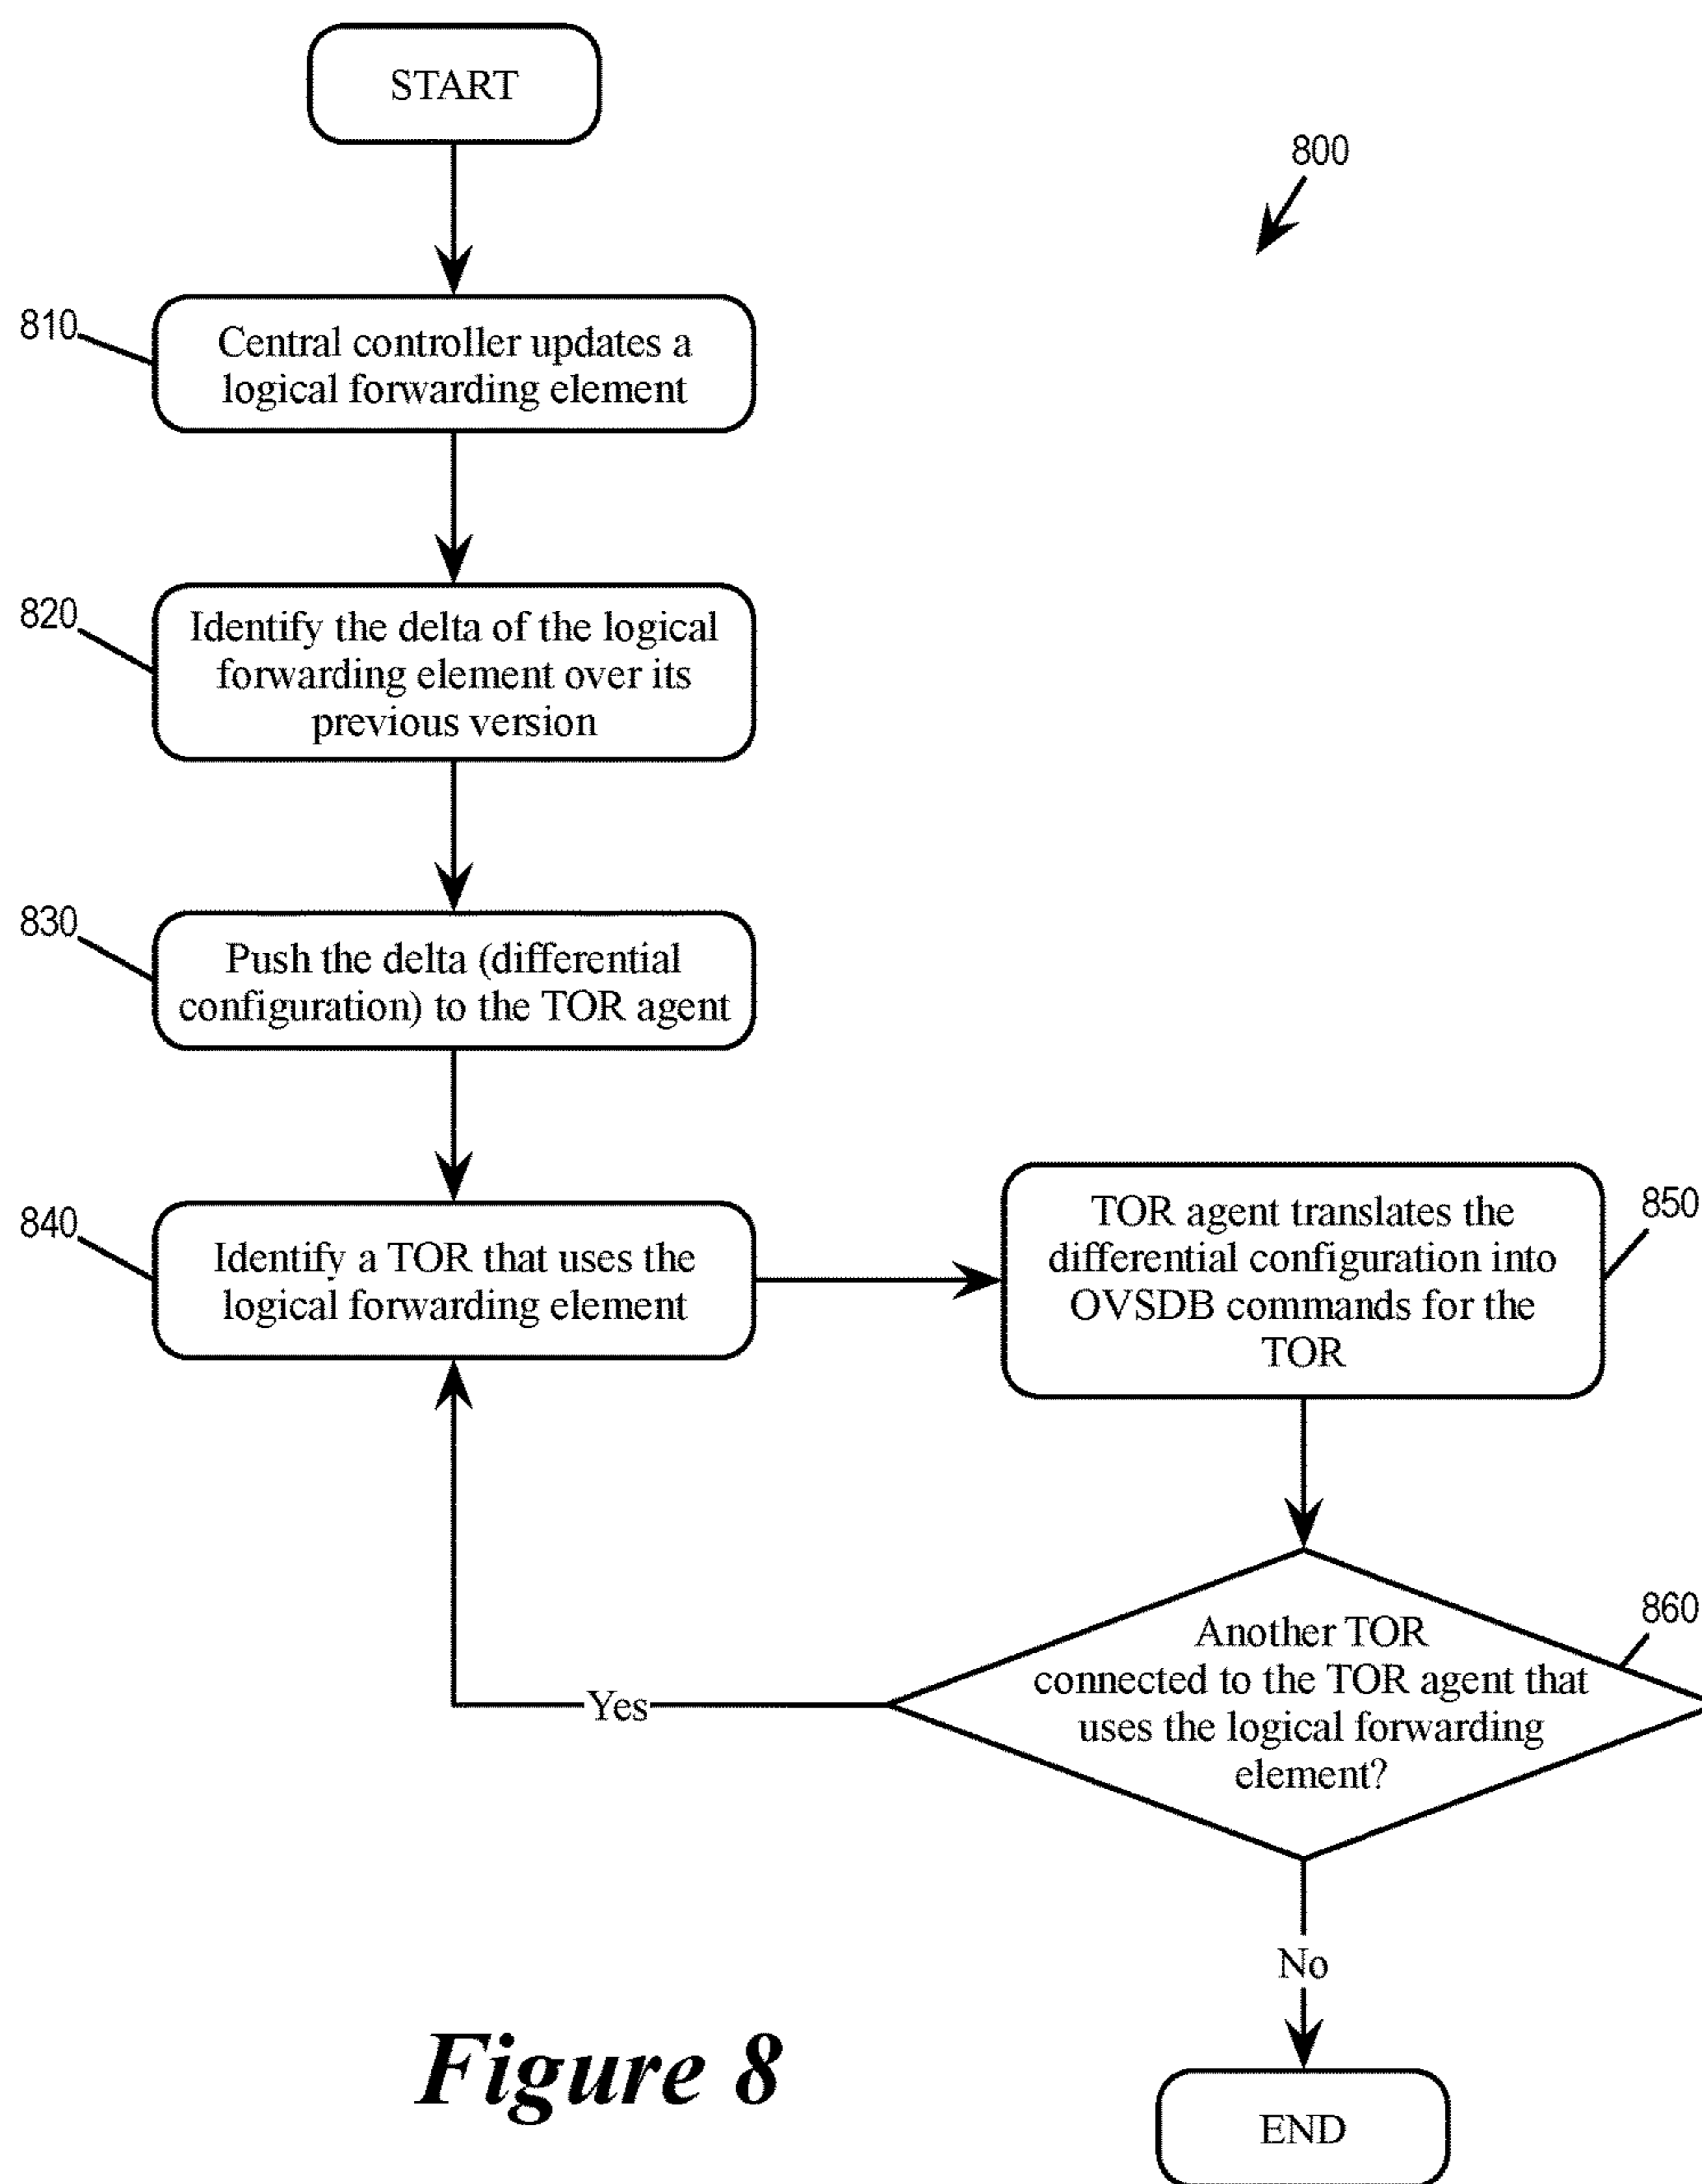 START
800
810
Central controller updates a
logical forwarding element
820
Identify the delta of the logical
forwarding element over its
previous version
830
Push the delta (differential
configuration) to the TOR agent
840
Identify a TOR that uses the
logical forwarding element
850
TOR agent translates the
differential configuration into
OVSDB commands for the
TOR
860
Another TOR
connected to the TOR agent that
uses the logical forwarding
element?
Yes
No
END
Figure 8